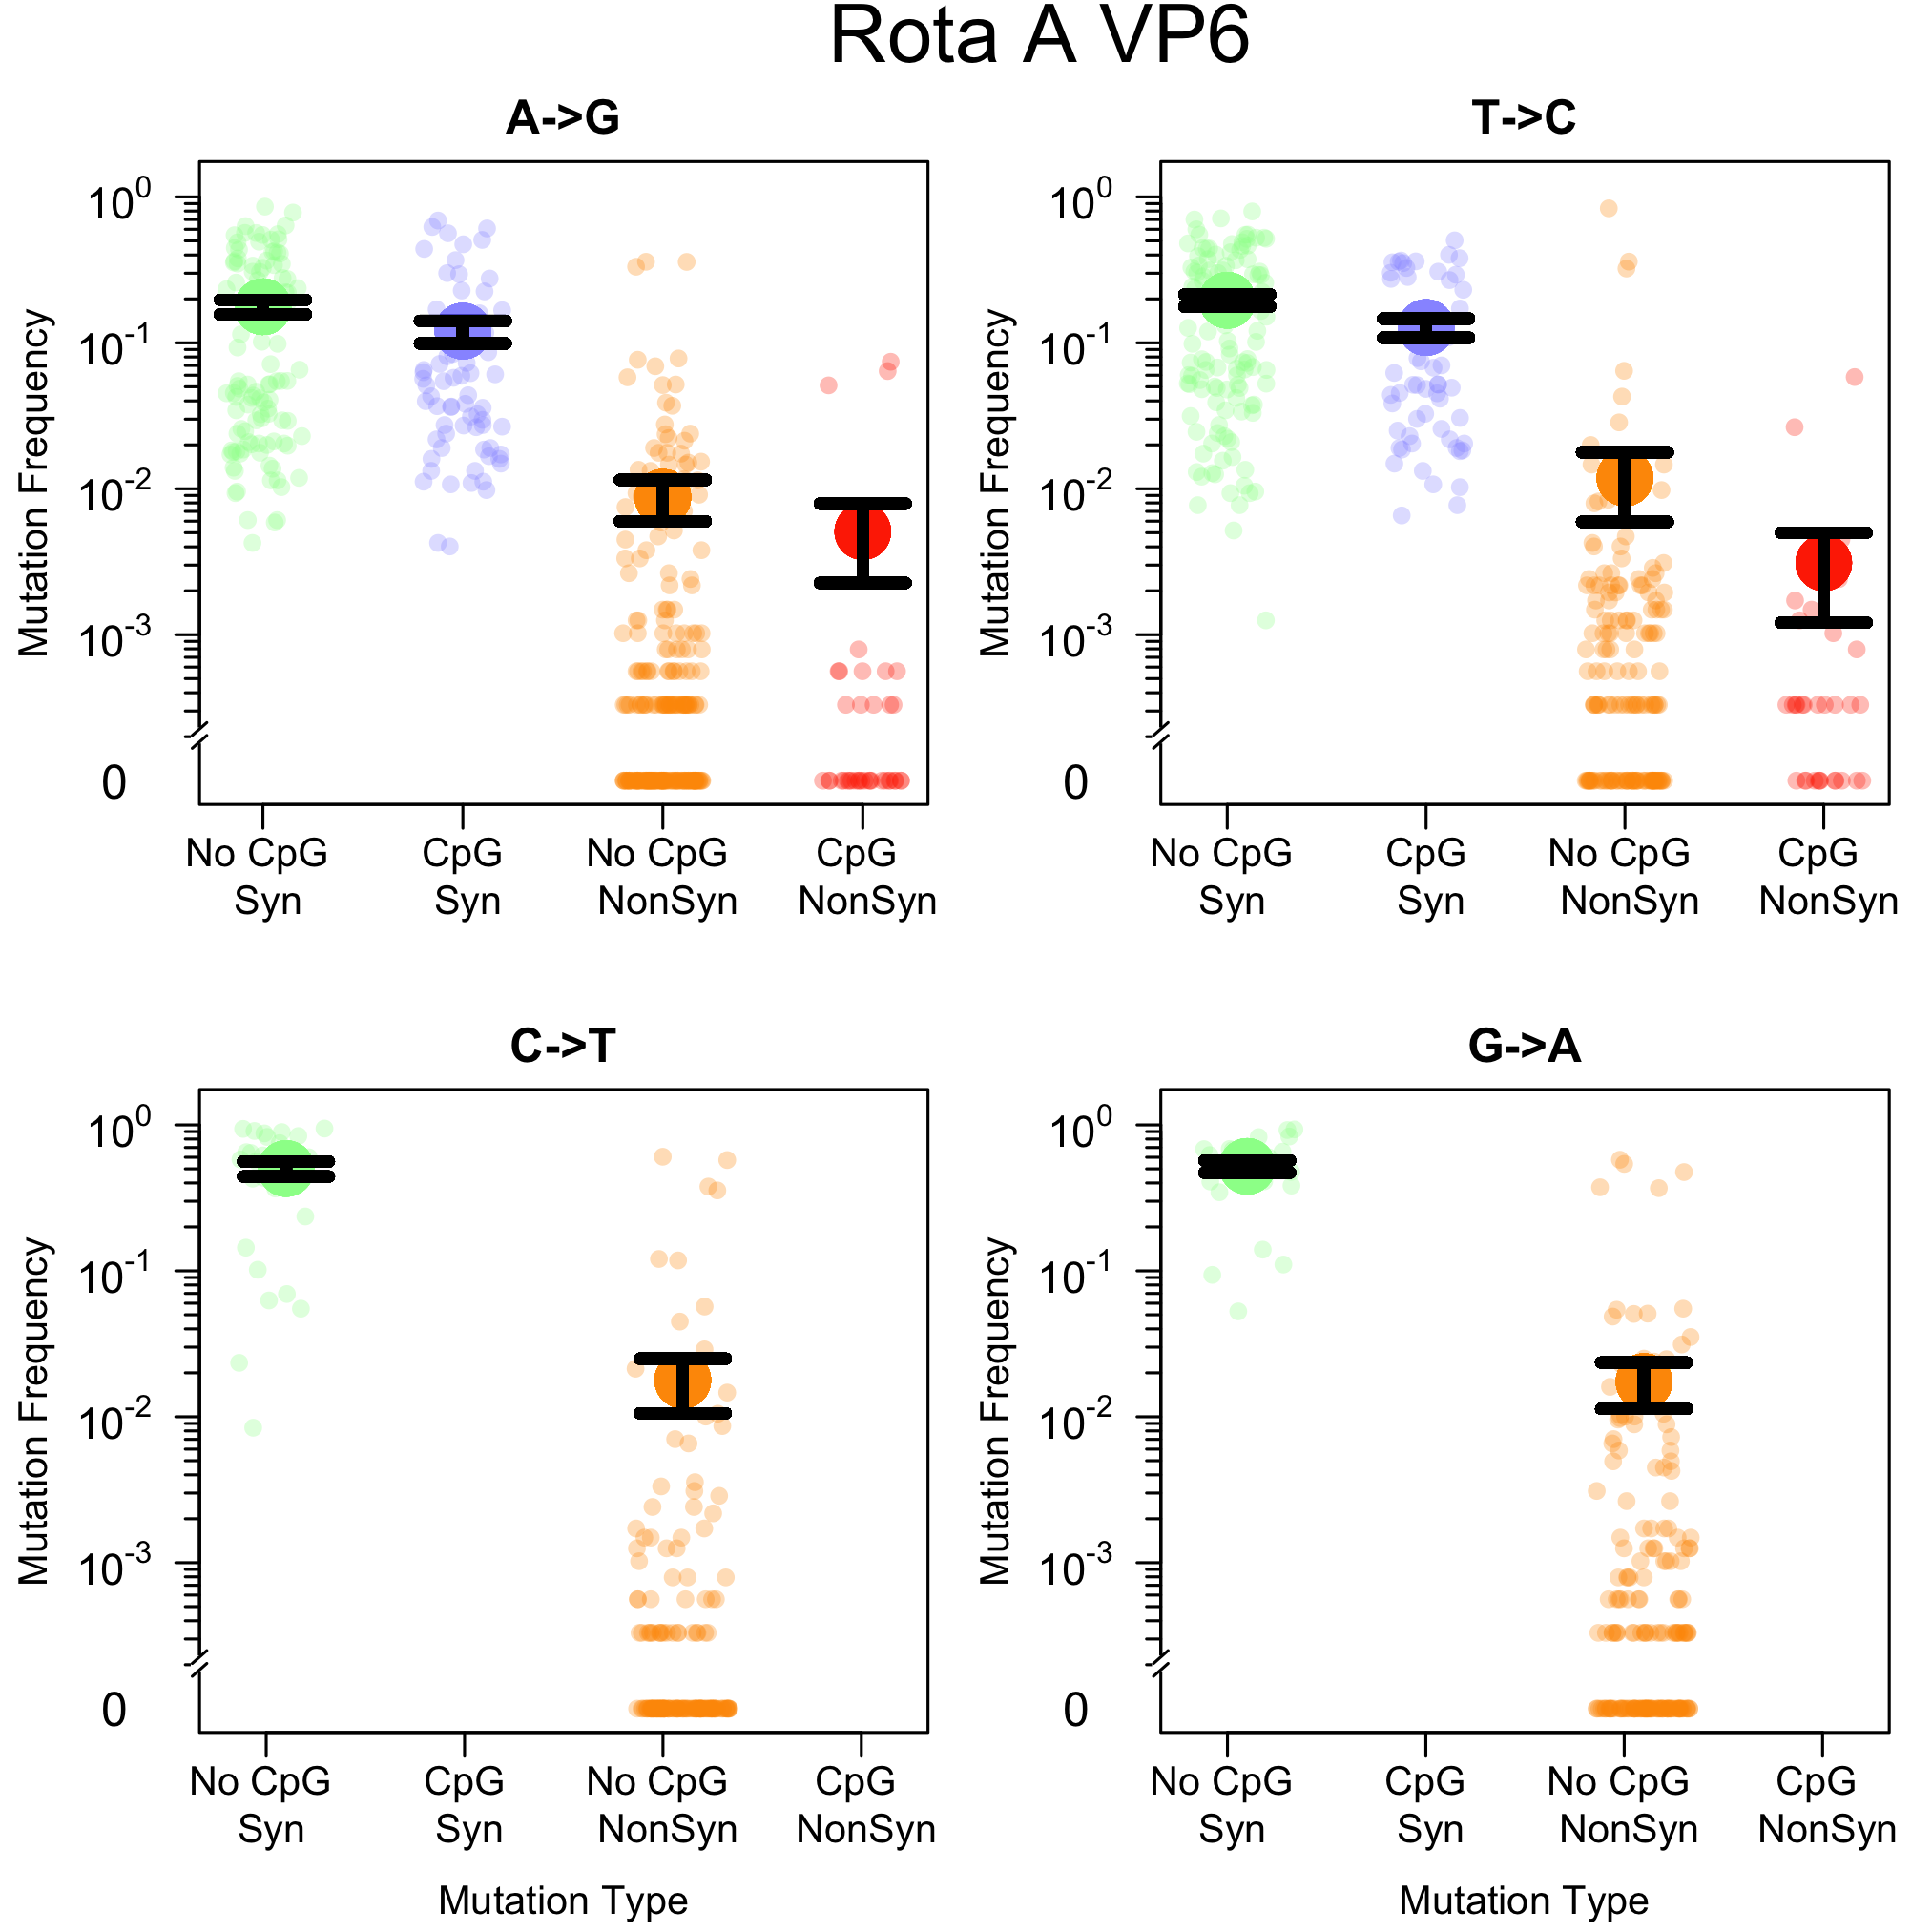 Rota A VP6
A->G
Mutation Frequency
10^0
10^-1
10^-2
10^-3
0
No CpG CpG No CpG CpG
Syn Syn NonSyn NonSyn
T->C
Mutation Frequency
10^0
10^-1
10^-2
10^-3
0
No CpG CpG No CpG CpG
Syn Syn NonSyn NonSyn
C->T
Mutation Frequency
10^0
10^-1
10^-2
10^-3
0
No CpG CpG No CpG CpG
Syn Syn NonSyn NonSyn
Mutation Type
G->A
Mutation Frequency
10^0
10^-1
10^-2
10^-3
0
No CpG CpG No CpG CpG
Syn Syn NonSyn NonSyn
Mutation Type